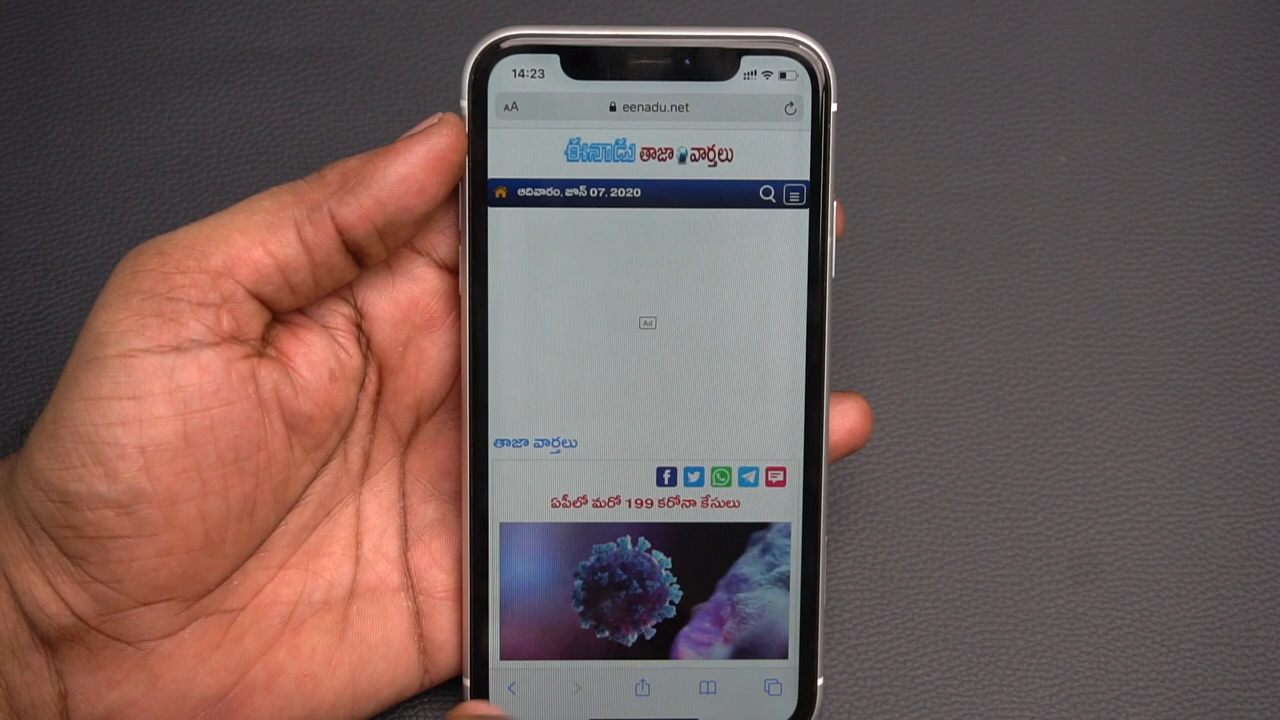 14:23
AA eenadu.net
ఈనాడు తాజా వార్తలు
ఆదివారం, జూన్ 07, 2020
Ad
తాజా వార్తలు
ఏపీలో మరో 199 కరోనా కేసులు